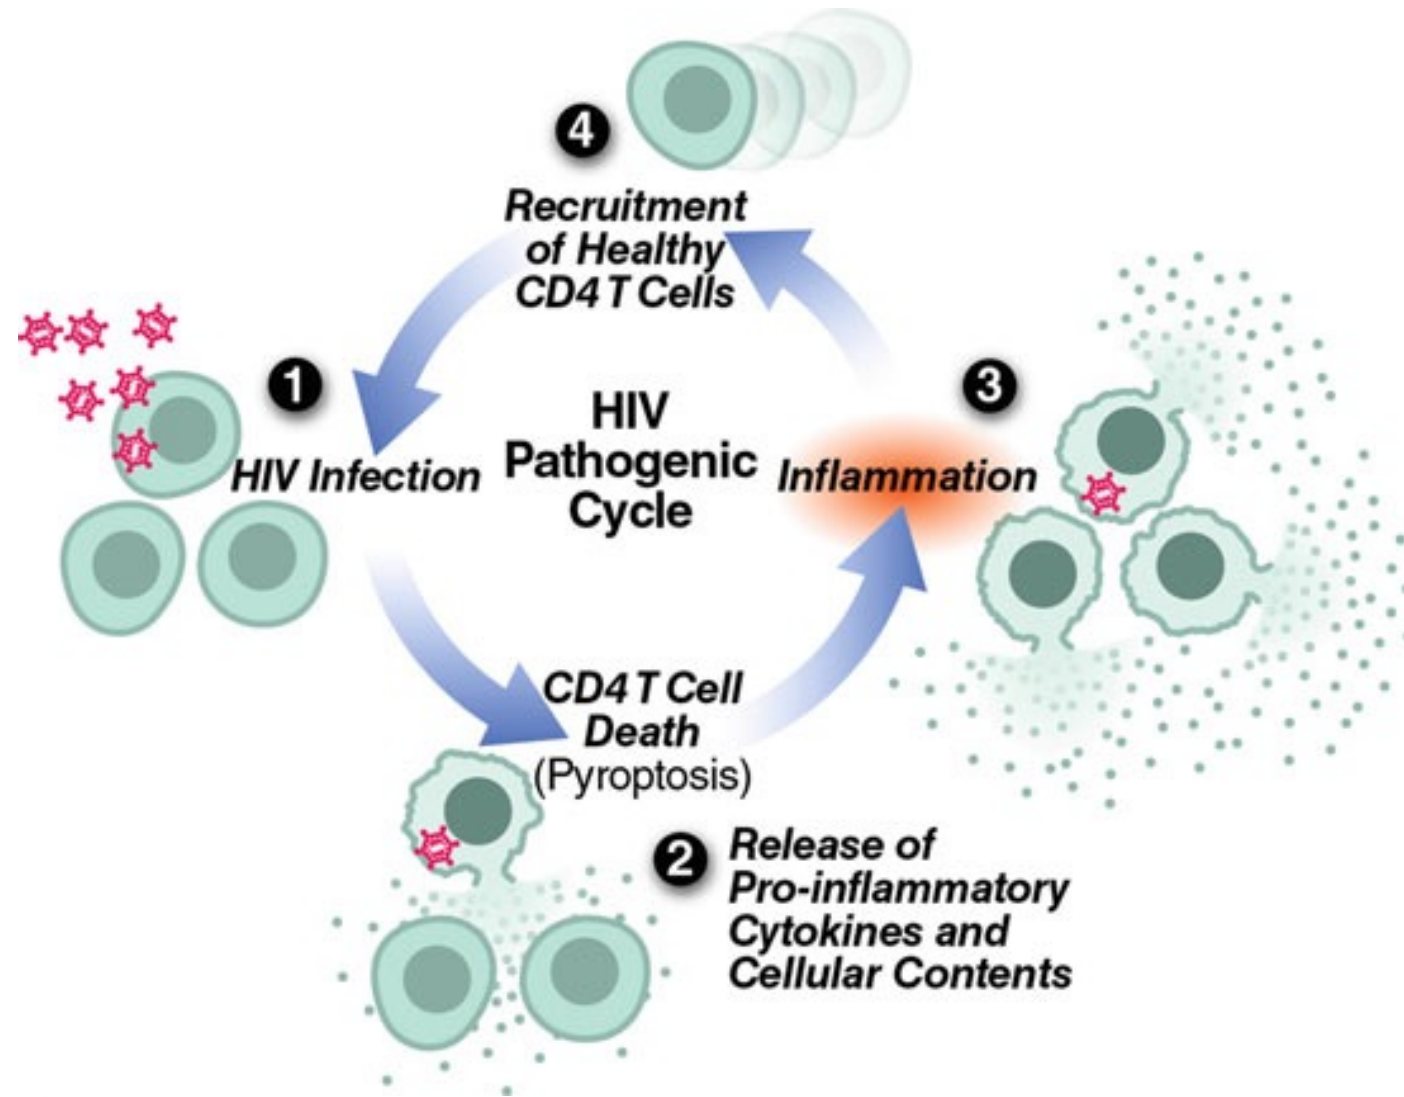 4
Recruitment
of Healthy
CD4 T Cells
1
HIV Infection
HIV
Pathogenic
Cycle
3
Inflammation
CD4 T Cell
Death
(Pyroptosis)
2
Release of
Pro-inflammatory
Cytokines and
Cellular Contents